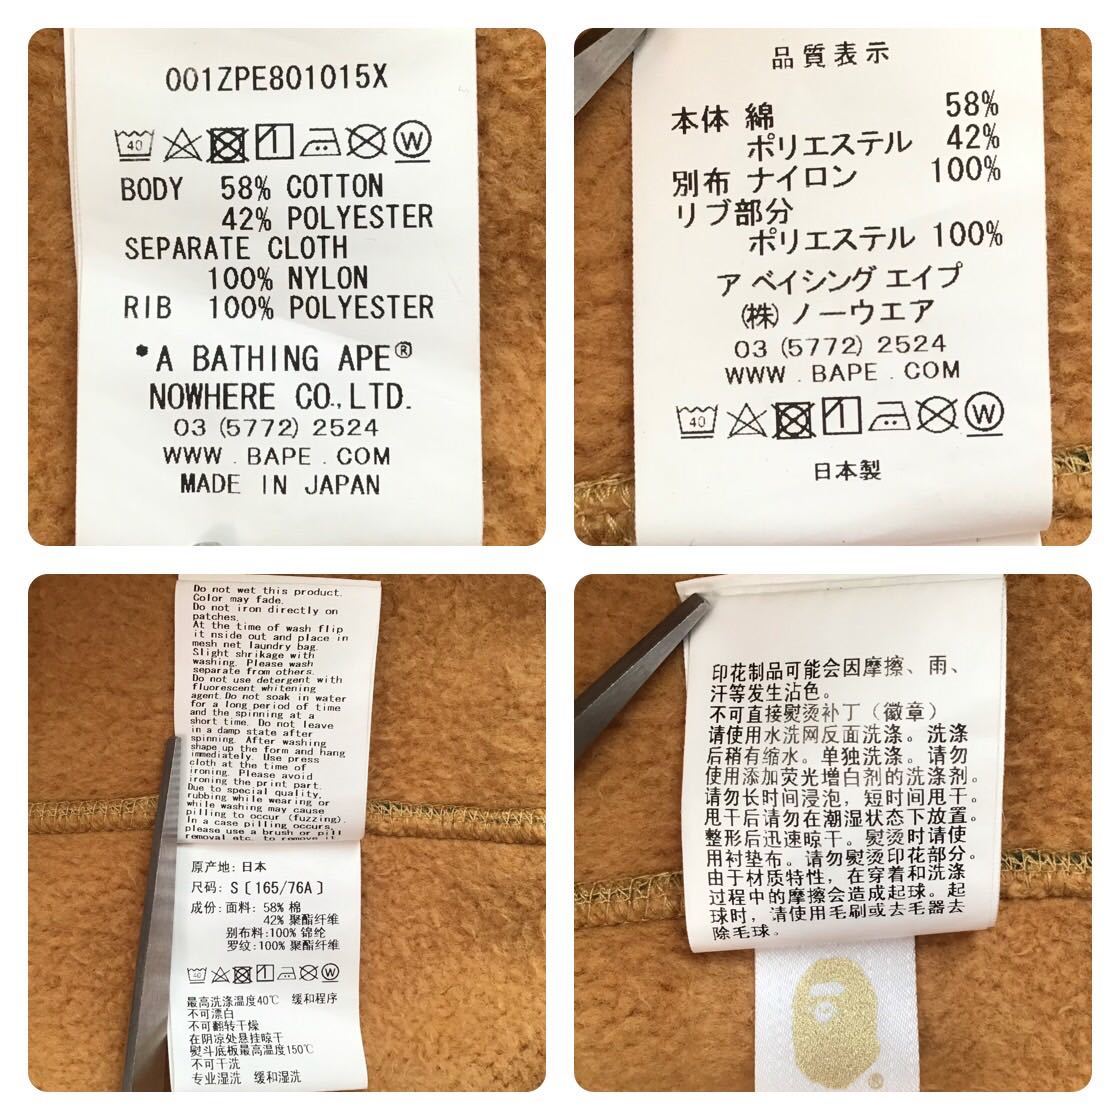 001ZPE801015X
40
BODY 58% COTTON
42% POLYESTER
SEPARATE CLOTH
100% NYLON
RIB 100% POLYESTER
*A BATHING APE®
NOWHERE CO.,LTD.
03 (5772) 2524
WWW . BAPE . COM
MADE IN JAPAN
品質表示
本体 綿 58%
ポリエステル 42%
別布 ナイロン 100%
リブ部分
ポリエステル 100%
ア ベイシング エイプ
(株) ノーウエア
03 (5772) 2524
WWW . BAPE . COM
40
日本製
Do not wet this product.
Color may fade.
Do not iron directly on
patches.
At the time of wash flip
it nside out and place in
mesh net laundry bag.
Slight shrikage with
washing. Please wash
separate from others.
Do not use detergent with
fluorescent whitening
agent.Do not soak in water
for a long period of time
and the spinning at a
short time. Do not leave
in a damp state after
spinning. After washing
shape up the form and hang
immediately. Use press
cloth at the time of
ironing. Please avoid
ironing the print part.
Due to special quality,
rubbing while wearing or
while washing may cause
pilling to occur (fuzzing).
In a case pilling occurs,
please use a brush or pill
removal etc. to remove it.
原产地: 日本
尺码: S [165/76A]
成份: 面料: 58% 棉
42% 聚酯纤维
别布料:100% 锦纶
罗纹:100% 聚酯纤维
40
最高洗涤温度40℃ 缓和程序
不可漂白
不可翻转干燥
在阴凉处悬挂晾干
熨斗底板最高温度150℃
不可干洗
专业湿洗 缓和湿洗
印花制品可能会因摩擦、雨、
汗等发生沾色。
不可直接熨烫补丁（徽章）
请使用水洗网反面洗涤。洗涤
后稍有缩水。单独洗涤。请勿
使用添加荧光增白剂的洗涤剂。
请勿长时间浸泡，短时间甩干。
甩干后请勿在潮湿状态下放置。
整形后迅速晾干。熨烫时请使
用衬垫布。请勿熨烫印花部分。
由于材质特性，在穿着和洗涤
过程中的摩擦会造成起球。起
球时，请使用毛刷或去毛器去
除毛球。
®